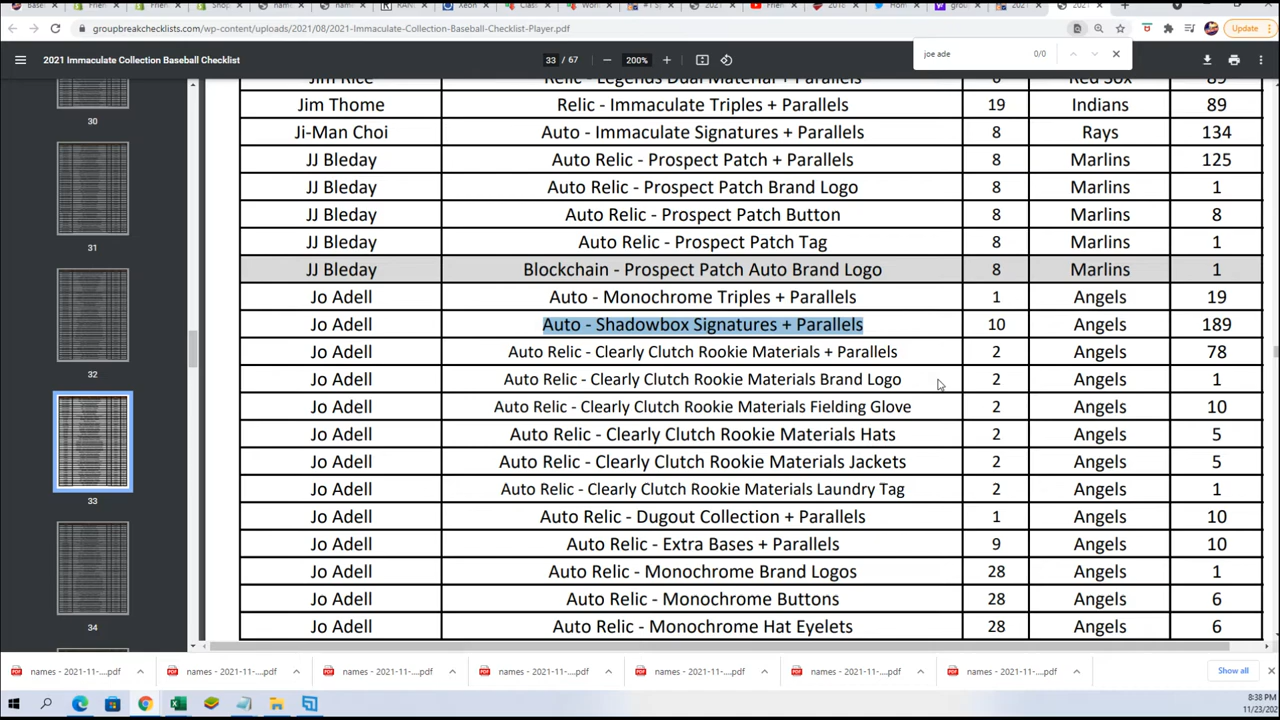 Update
groupbreakchecklists.com/wp-content/uploads/2021/08/2021-Immaculate-Collection-Baseball-Checklist-Player.pdf
joe ade 0/0
2021 Immaculate Collection Baseball Checklist 33 / 67 200%
Jim Rice Relic - Legends Dual Material + Parallels Red Sox 89
Jim Thome Relic - Immaculate Triples + Parallels 19 Indians 89
Ji-Man Choi Auto - Immaculate Signatures + Parallels 8 Rays 134
JJ Bleday Auto Relic - Prospect Patch + Parallels 8 Marlins 125
JJ Bleday Auto Relic - Prospect Patch Brand Logo 8 Marlins 1
JJ Bleday Auto Relic - Prospect Patch Button 8 Marlins 8
JJ Bleday Auto Relic - Prospect Patch Tag 8 Marlins 1
JJ Bleday Blockchain - Prospect Patch Auto Brand Logo 8 Marlins 1
Jo Adell Auto - Monochrome Triples + Parallels 1 Angels 19
Jo Adell Auto - Shadowbox Signatures + Parallels 10 Angels 189
Jo Adell Auto Relic - Clearly Clutch Rookie Materials + Parallels 2 Angels 78
Jo Adell Auto Relic - Clearly Clutch Rookie Materials Brand Logo 2 Angels 1
Jo Adell Auto Relic - Clearly Clutch Rookie Materials Fielding Glove 2 Angels 10
Jo Adell Auto Relic - Clearly Clutch Rookie Materials Hats 2 Angels 5
Jo Adell Auto Relic - Clearly Clutch Rookie Materials Jackets 2 Angels 5
Jo Adell Auto Relic - Clearly Clutch Rookie Materials Laundry Tag 2 Angels 1
Jo Adell Auto Relic - Dugout Collection + Parallels 1 Angels 10
Jo Adell Auto Relic - Extra Bases + Parallels 9 Angels 10
Jo Adell Auto Relic - Monochrome Brand Logos 28 Angels 1
Jo Adell Auto Relic - Monochrome Buttons 28 Angels 6
Jo Adell Auto Relic - Monochrome Hat Eyelets 28 Angels 6
30
31
32
33
34
names - 2021-11-....pdf names - 2021-11-....pdf names - 2021-11-....pdf names - 2021-11-....pdf names - 2021-11-....pdf names - 2021-11-....pdf names - 2021-11-....pdf Show all
8:38 PM
11/23/202